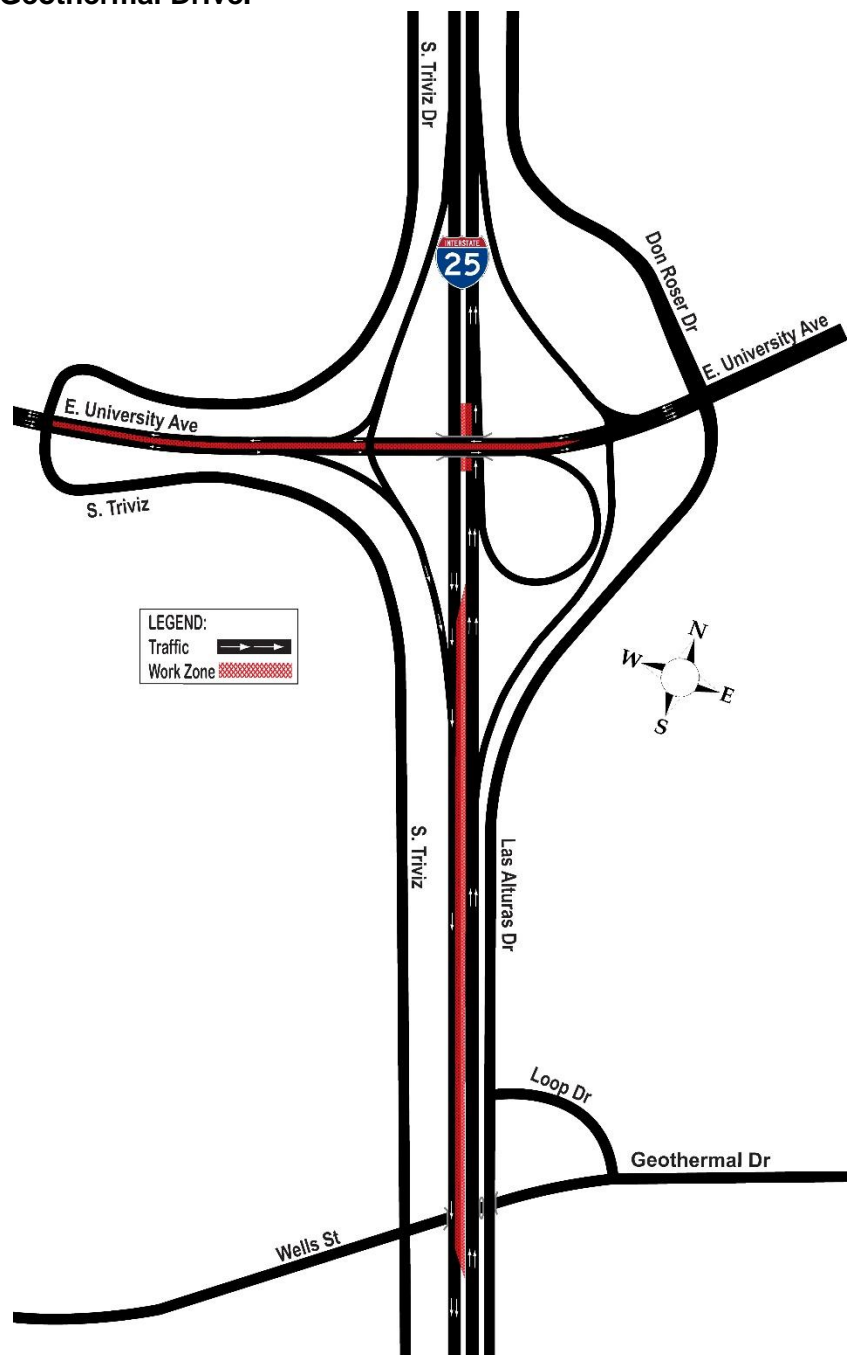 Geothermal Drive.
S. Triviz Dr
INTERSTATE
25
Don Roser Dr
E. University Ave
E. University Ave
S. Triviz
LEGEND:
Traffic
Work Zone
N
W
E
S
S. Triviz
Las Alturas Dr
Loop Dr
Geothermal Dr
Wells St